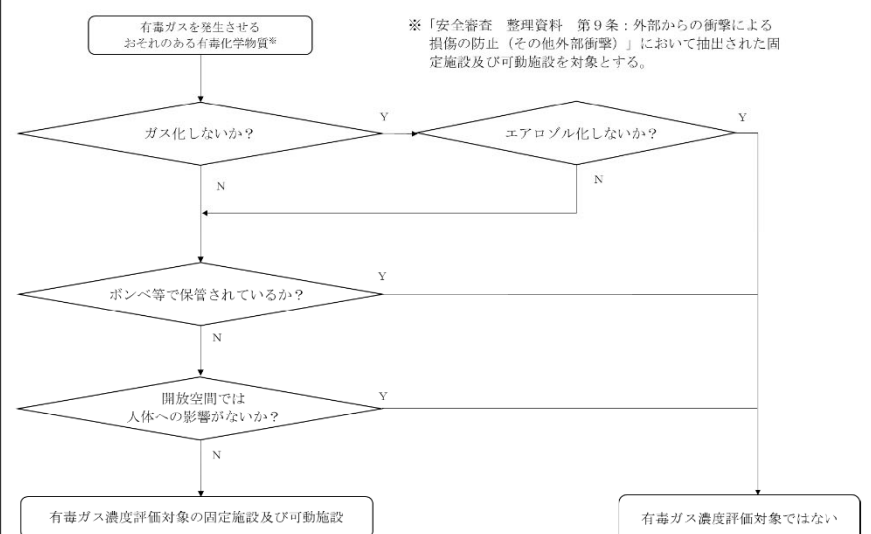 有毒ガスを発生させる
おそれのある有毒化学物質※
※「安全審査 整理資料 第9条：外部からの衝撃による
損傷の防止（その他外部衝撃）」において抽出された固
定施設及び可動施設を対象とする。
ガス化しないか？
Y
エアロゾル化しないか？
Y
N
N
ボンベ等で保管されているか？
Y
N
開放空間では
人体への影響がないか？
Y
N
有毒ガス濃度評価対象の固定施設及び可動施設
有毒ガス濃度評価対象ではない